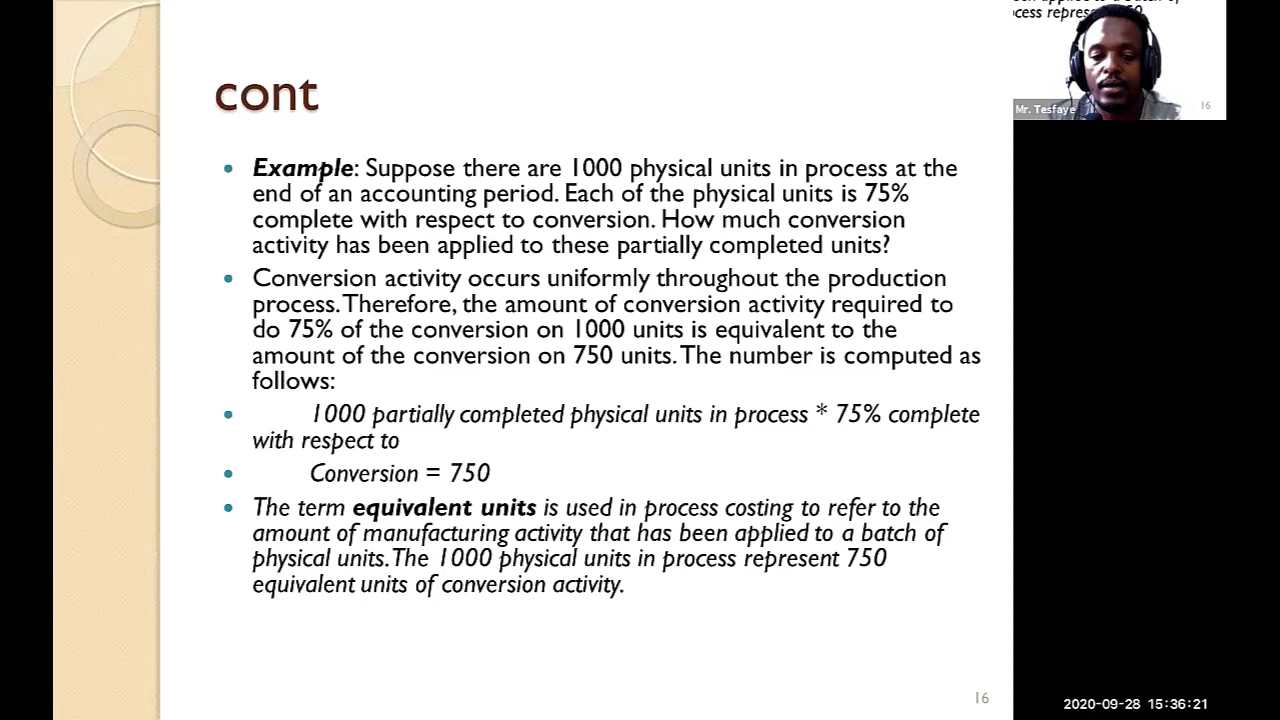 cont
• Example: Suppose there are 1000 physical units in process at the
end of an accounting period. Each of the physical units is 75%
complete with respect to conversion. How much conversion
activity has been applied to these partially completed units?
• Conversion activity occurs uniformly throughout the production
process. Therefore, the amount of conversion activity required to
do 75% of the conversion on 1000 units is equivalent to the
amount of the conversion on 750 units. The number is computed as
follows:
• 1000 partially completed physical units in process * 75% complete
with respect to
• Conversion = 750
• The term equivalent units is used in process costing to refer to the
amount of manufacturing activity that has been applied to a batch of
physical units. The 1000 physical units in process represent 750
equivalent units of conversion activity.
16
Mr. Tesfaye
16
2020-09-28 15:36:21